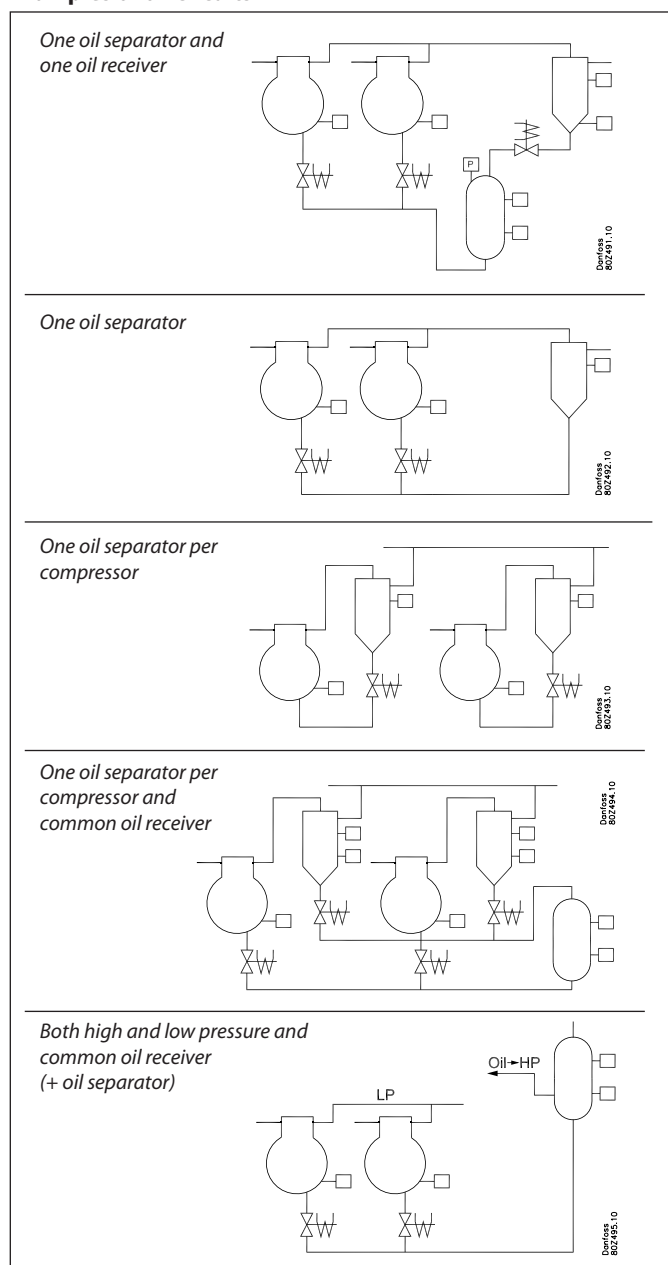 One oil separator and
one oil receiver
P
Danfoss
80Z491.10
One oil separator
Danfoss
80Z492.10
One oil separator per
compressor
Danfoss
80Z493.10
One oil separator per
compressor and
common oil receiver
Danfoss
80Z494.10
Both high and low pressure and
common oil receiver
(+ oil separator)
Oil→HP
LP
Danfoss
80Z495.10